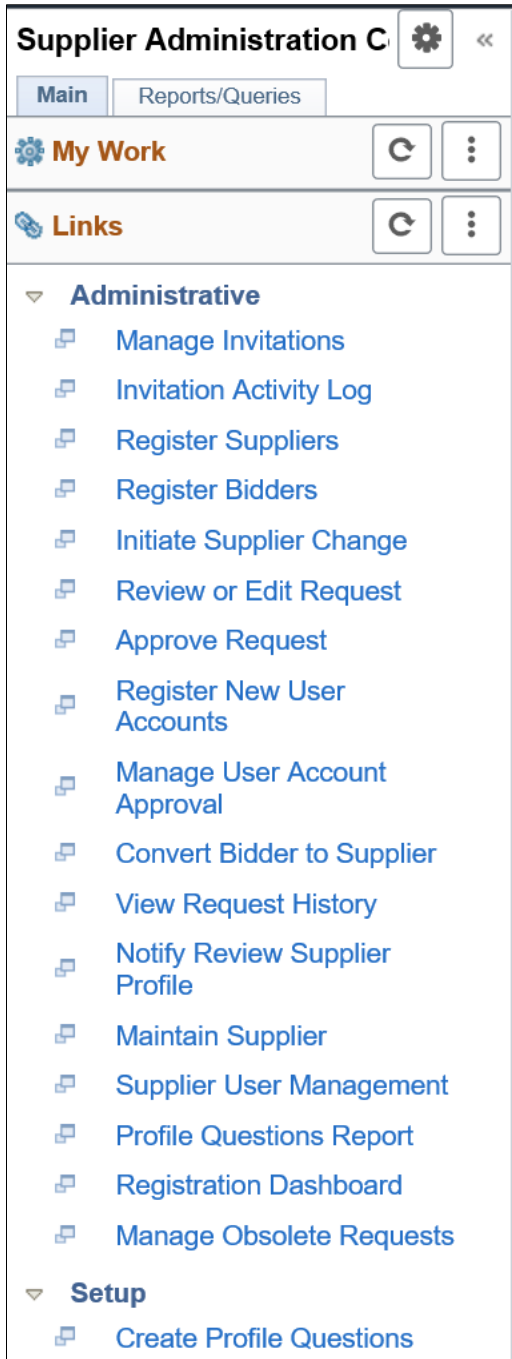 Supplier Administration C
Main
Reports/Queries
My Work
Links
Administrative
Manage Invitations
Invitation Activity Log
Register Suppliers
Register Bidders
Initiate Supplier Change
Review or Edit Request
Approve Request
Register New User
Accounts
Manage User Account
Approval
Convert Bidder to Supplier
View Request History
Notify Review Supplier
Profile
Maintain Supplier
Supplier User Management
Profile Questions Report
Registration Dashboard
Manage Obsolete Requests
Setup
Create Profile Questions